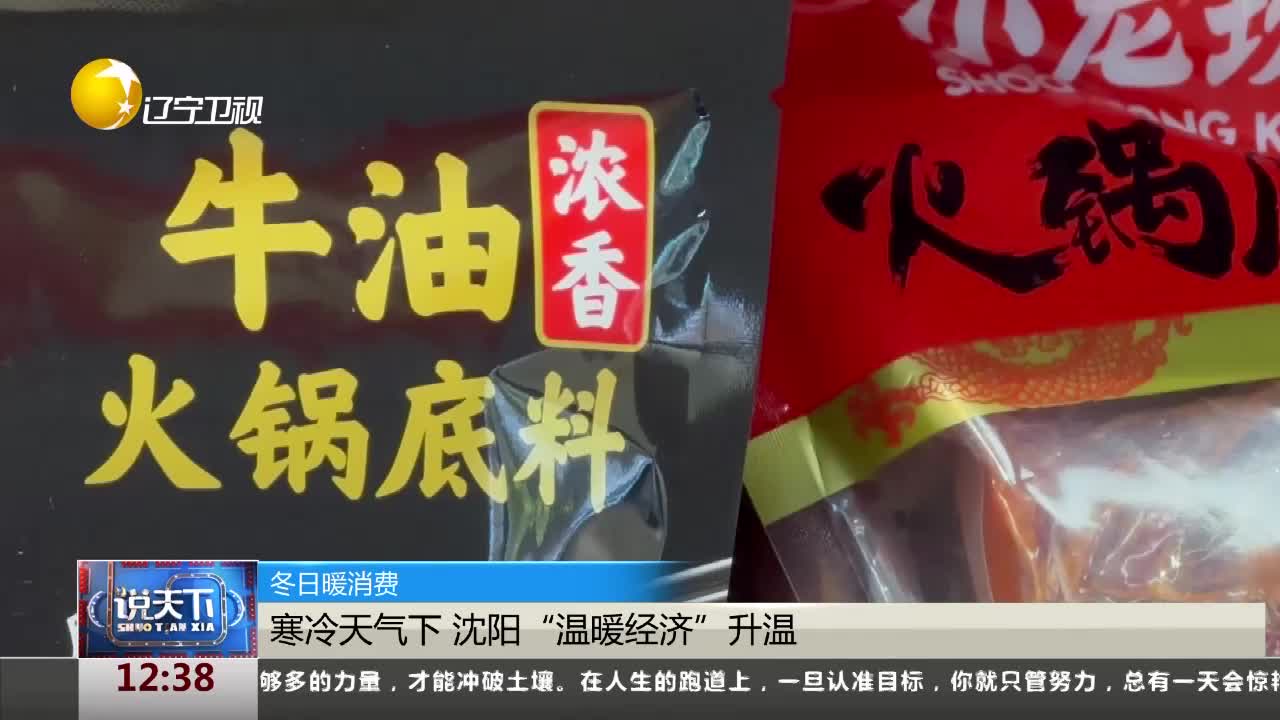 辽宁卫视
牛油
浓香
火锅底料
小龙坎
火锅
冬日暖消费
寒冷天气下 沈阳“温暖经济”升温
说天下
SHUO TIAN XIA
12:38
够多的力量，才能冲破土壤。在人生的跑道上，一旦认准目标，你就只管努力，总有一天会惊